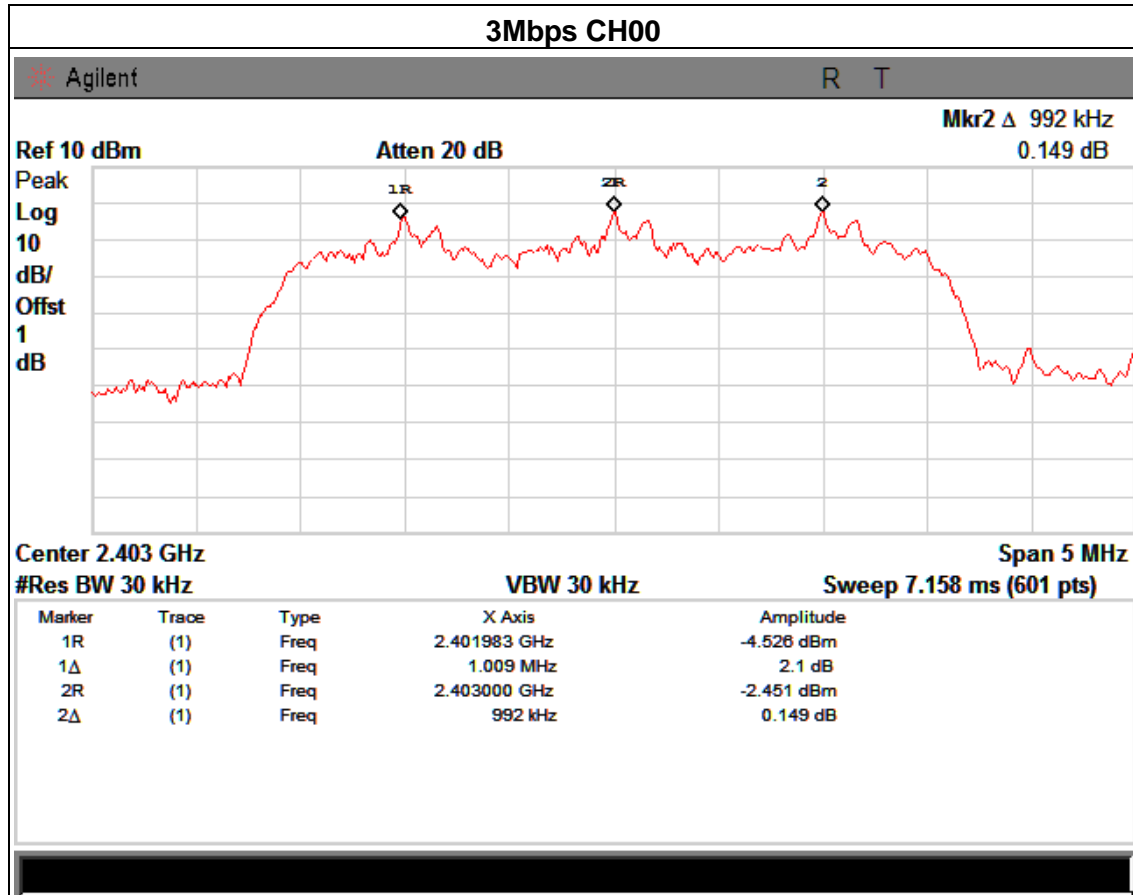 3Mbps CH00
Agilent R T
Mkr2 Δ 992 kHz
Ref 10 dBm Atten 20 dB 0.149 dB
Peak
Log
10
dB/
Offst
1
dB
1R 2R 2
Center 2.403 GHz Span 5 MHz
#Res BW 30 kHz VBW 30 kHz Sweep 7.158 ms (601 pts)
Marker Trace Type X Axis Amplitude
1R (1) Freq 2.401983 GHz -4.526 dBm
1Δ (1) Freq 1.009 MHz 2.1 dB
2R (1) Freq 2.403000 GHz -2.451 dBm
2Δ (1) Freq 992 kHz 0.149 dB